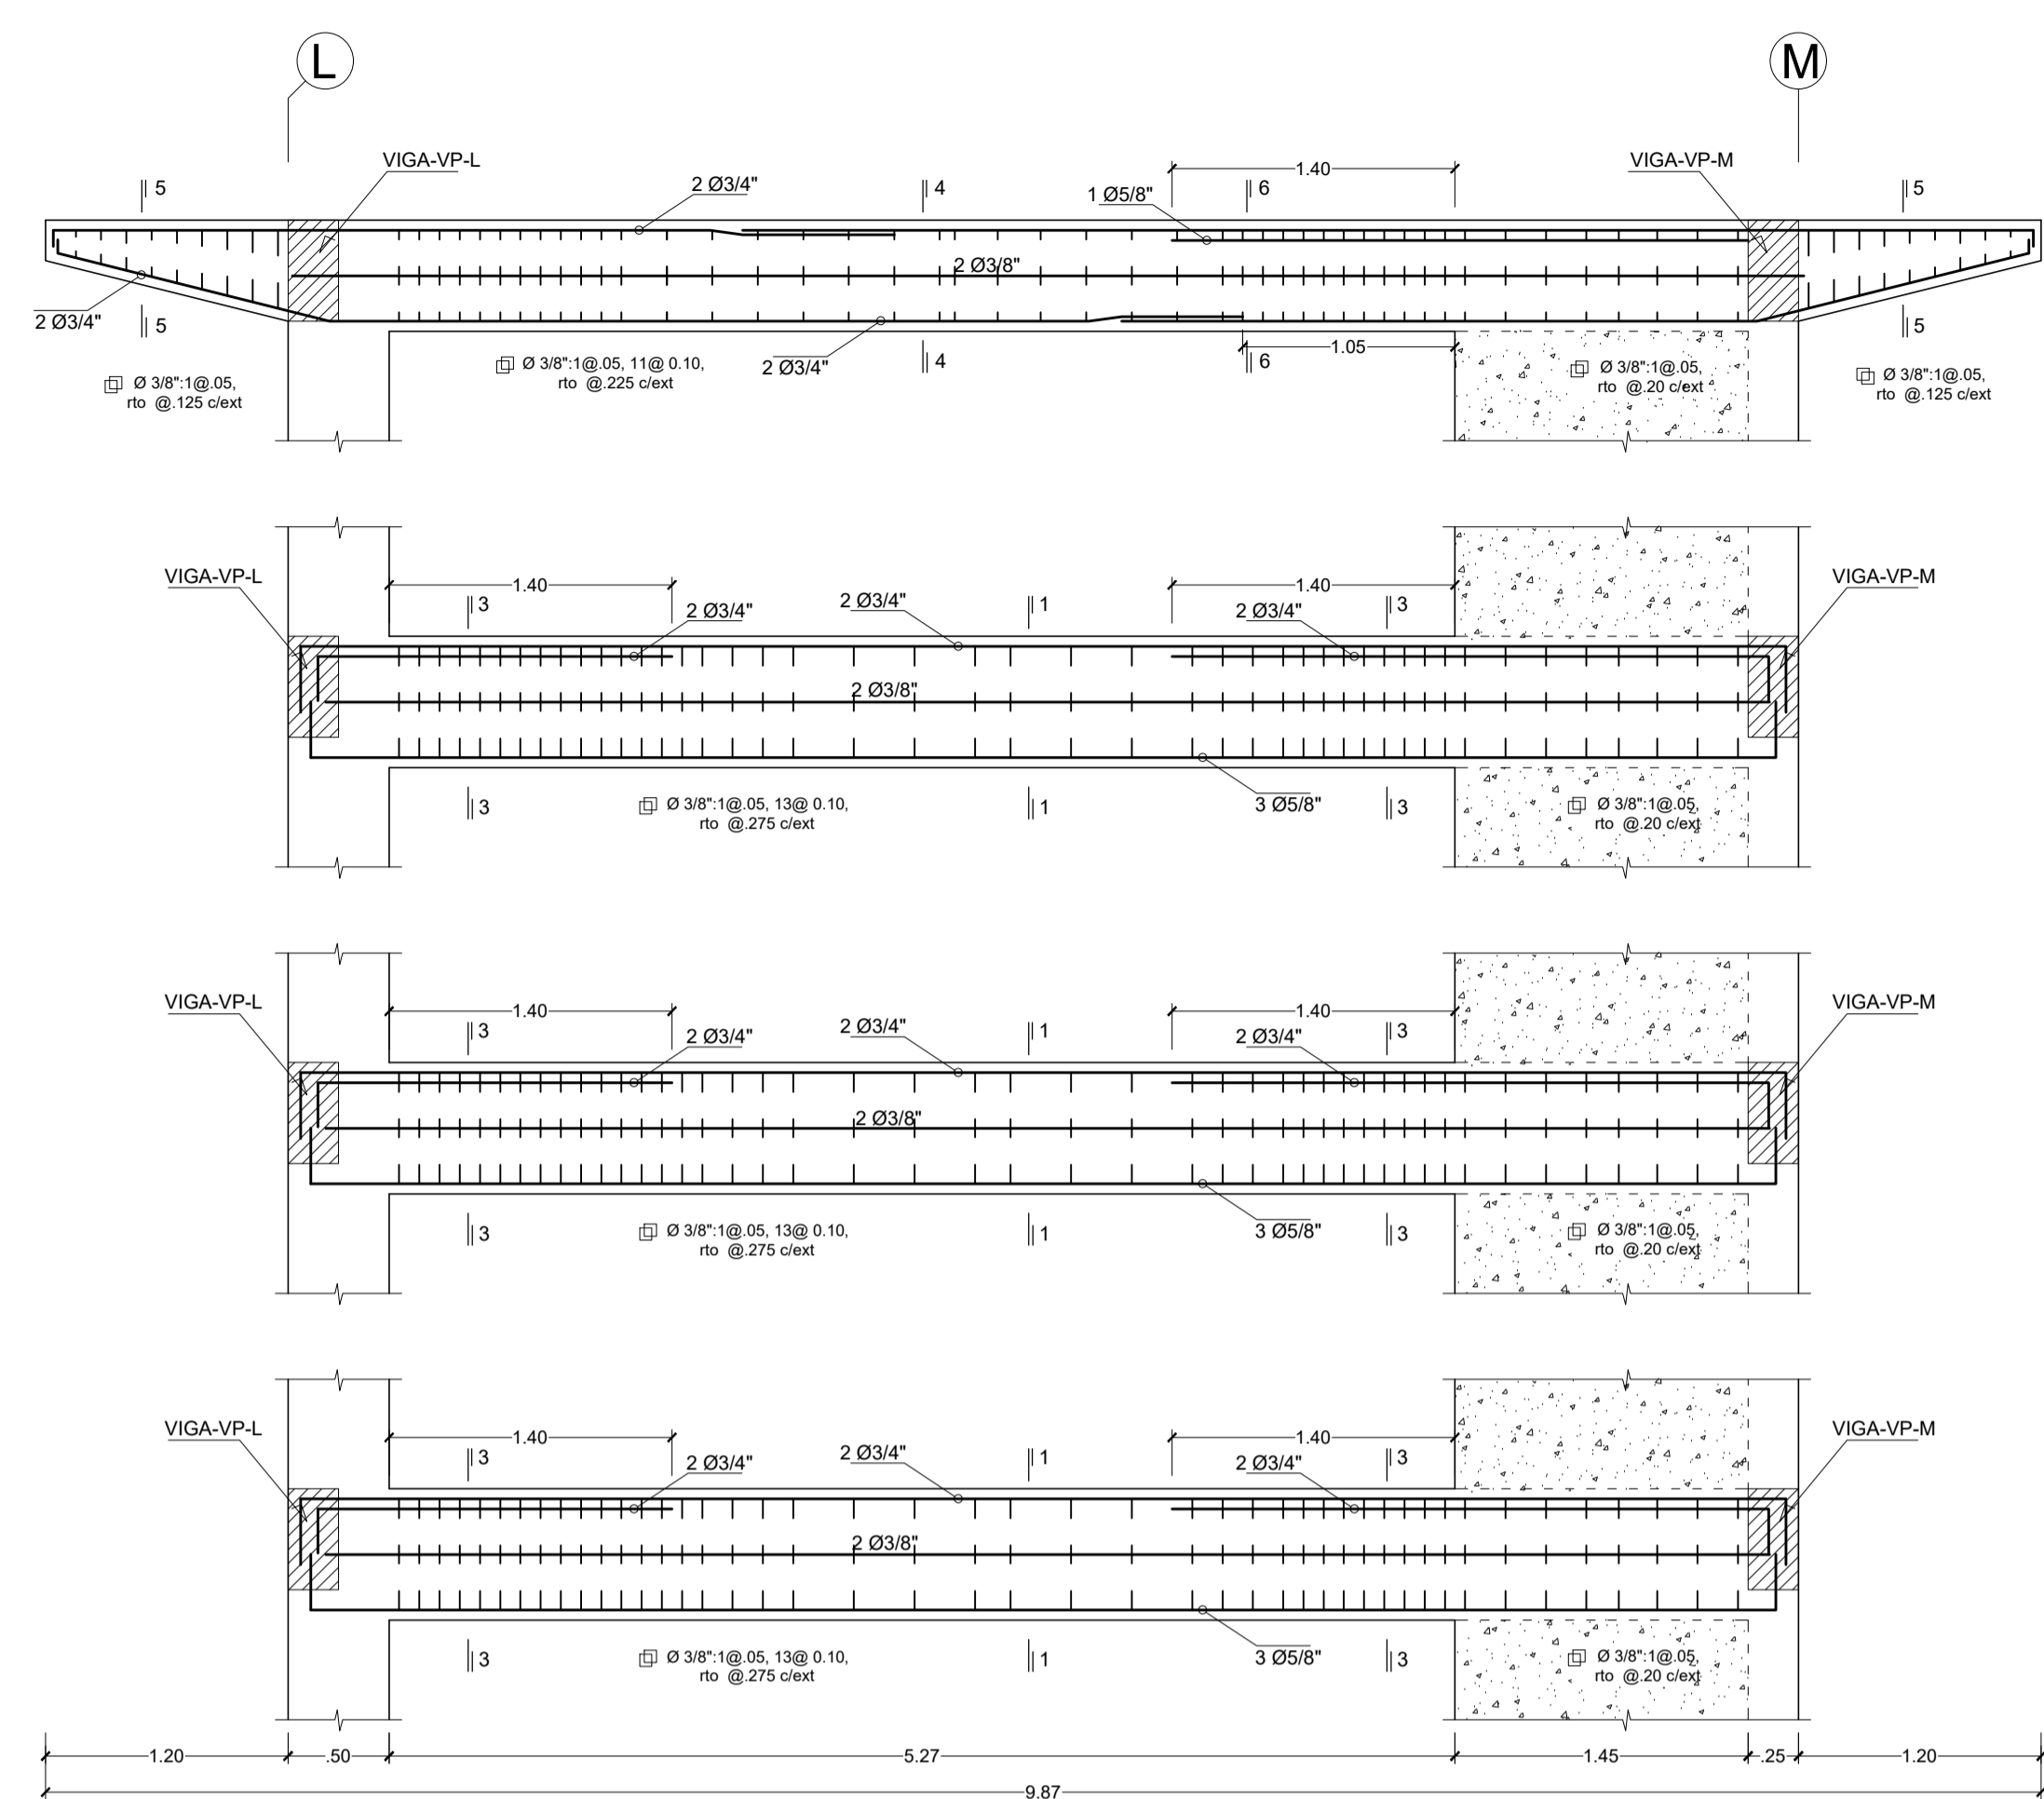 L
M
VIGA-VP-L
VIGA-VP-M
1.40
5
2 Ø3/4"
4
1 Ø5/8"
6
5
2 Ø3/8"
2 Ø3/4"
5
4
2 Ø3/4"
6
1.05
5
Ø 3/8":1@.05,
rto @.125 c/ext
Ø 3/8":1@.05, 11@ 0.10,
rto @.225 c/ext
Ø 3/8":1@.05,
rto @.20 c/ext
Ø 3/8":1@.05,
rto @.125 c/ext
VIGA-VP-L
1.40
1.40
VIGA-VP-M
3
2 Ø3/4"
2 Ø3/4"
1
2 Ø3/4"
3
2 Ø3/8"
3
Ø 3/8":1@.05, 13@ 0.10,
rto @.275 c/ext
1
3 Ø5/8"
3
Ø 3/8":1@.05,
rto @.20 c/ext
VIGA-VP-L
1.40
1.40
VIGA-VP-M
3
2 Ø3/4"
2 Ø3/4"
1
2 Ø3/4"
3
2 Ø3/8"
3
Ø 3/8":1@.05, 13@ 0.10,
rto @.275 c/ext
1
3 Ø5/8"
3
Ø 3/8":1@.05,
rto @.20 c/ext
VIGA-VP-L
1.40
1.40
VIGA-VP-M
3
2 Ø3/4"
2 Ø3/4"
1
2 Ø3/4"
3
2 Ø3/8"
3
Ø 3/8":1@.05, 13@ 0.10,
rto @.275 c/ext
1
3 Ø5/8"
3
Ø 3/8":1@.05,
rto @.20 c/ext
1.20
.50
5.27
1.45
.25
1.20
9.87